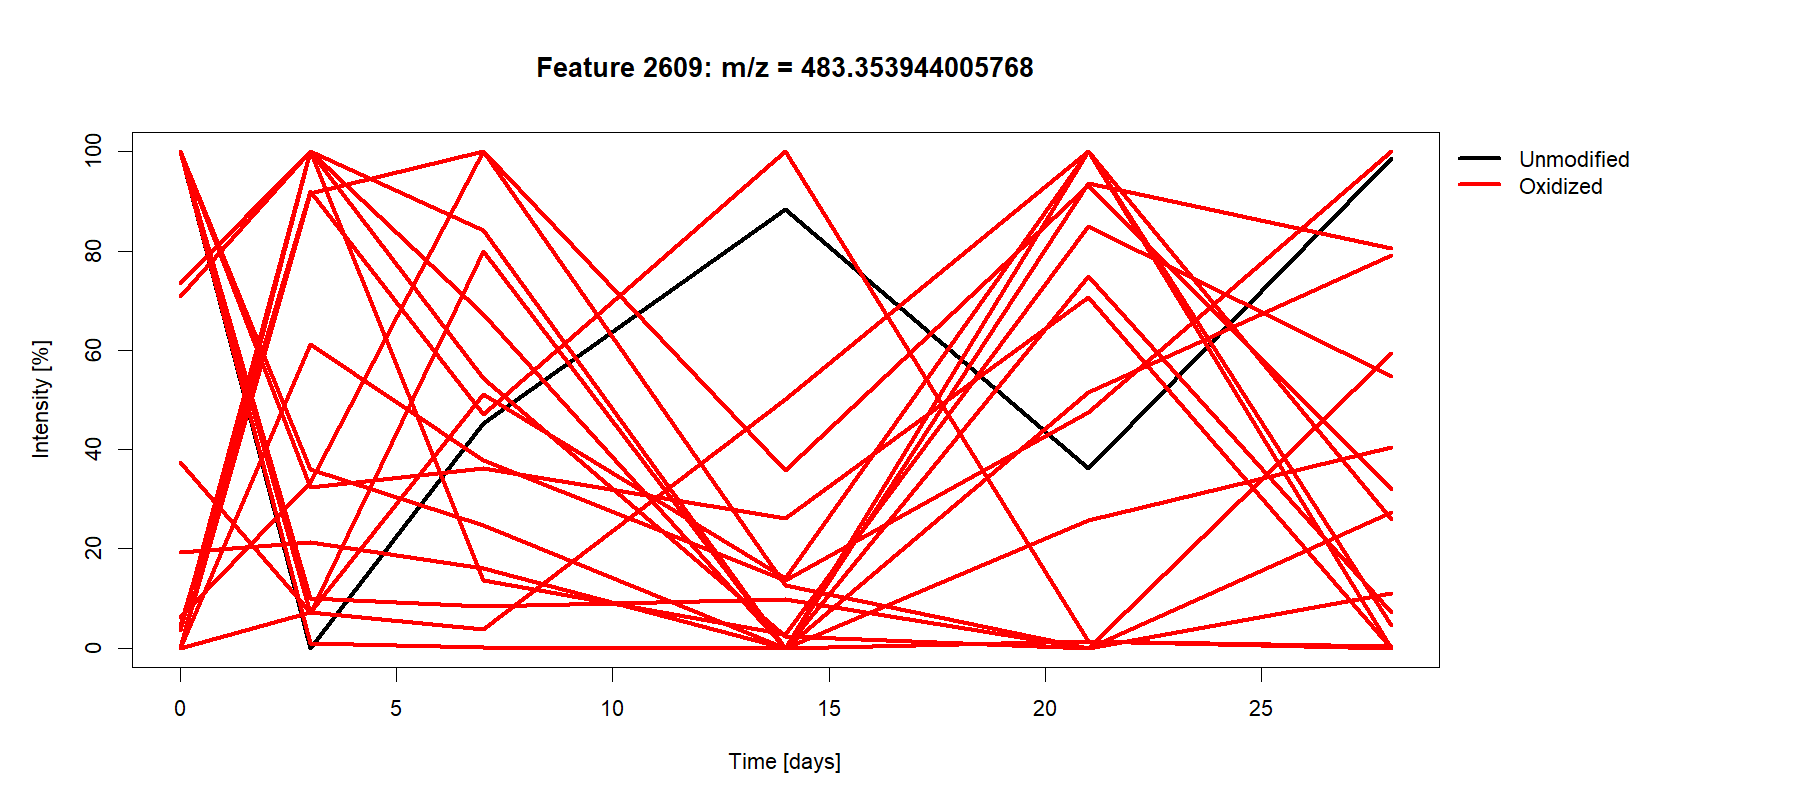 Feature 2609: m/z = 483.353944005768
Unmodified
Oxidized
Intensity [%]
100
80
60
40
20
0
0 5 10 15 20 25
Time [days]